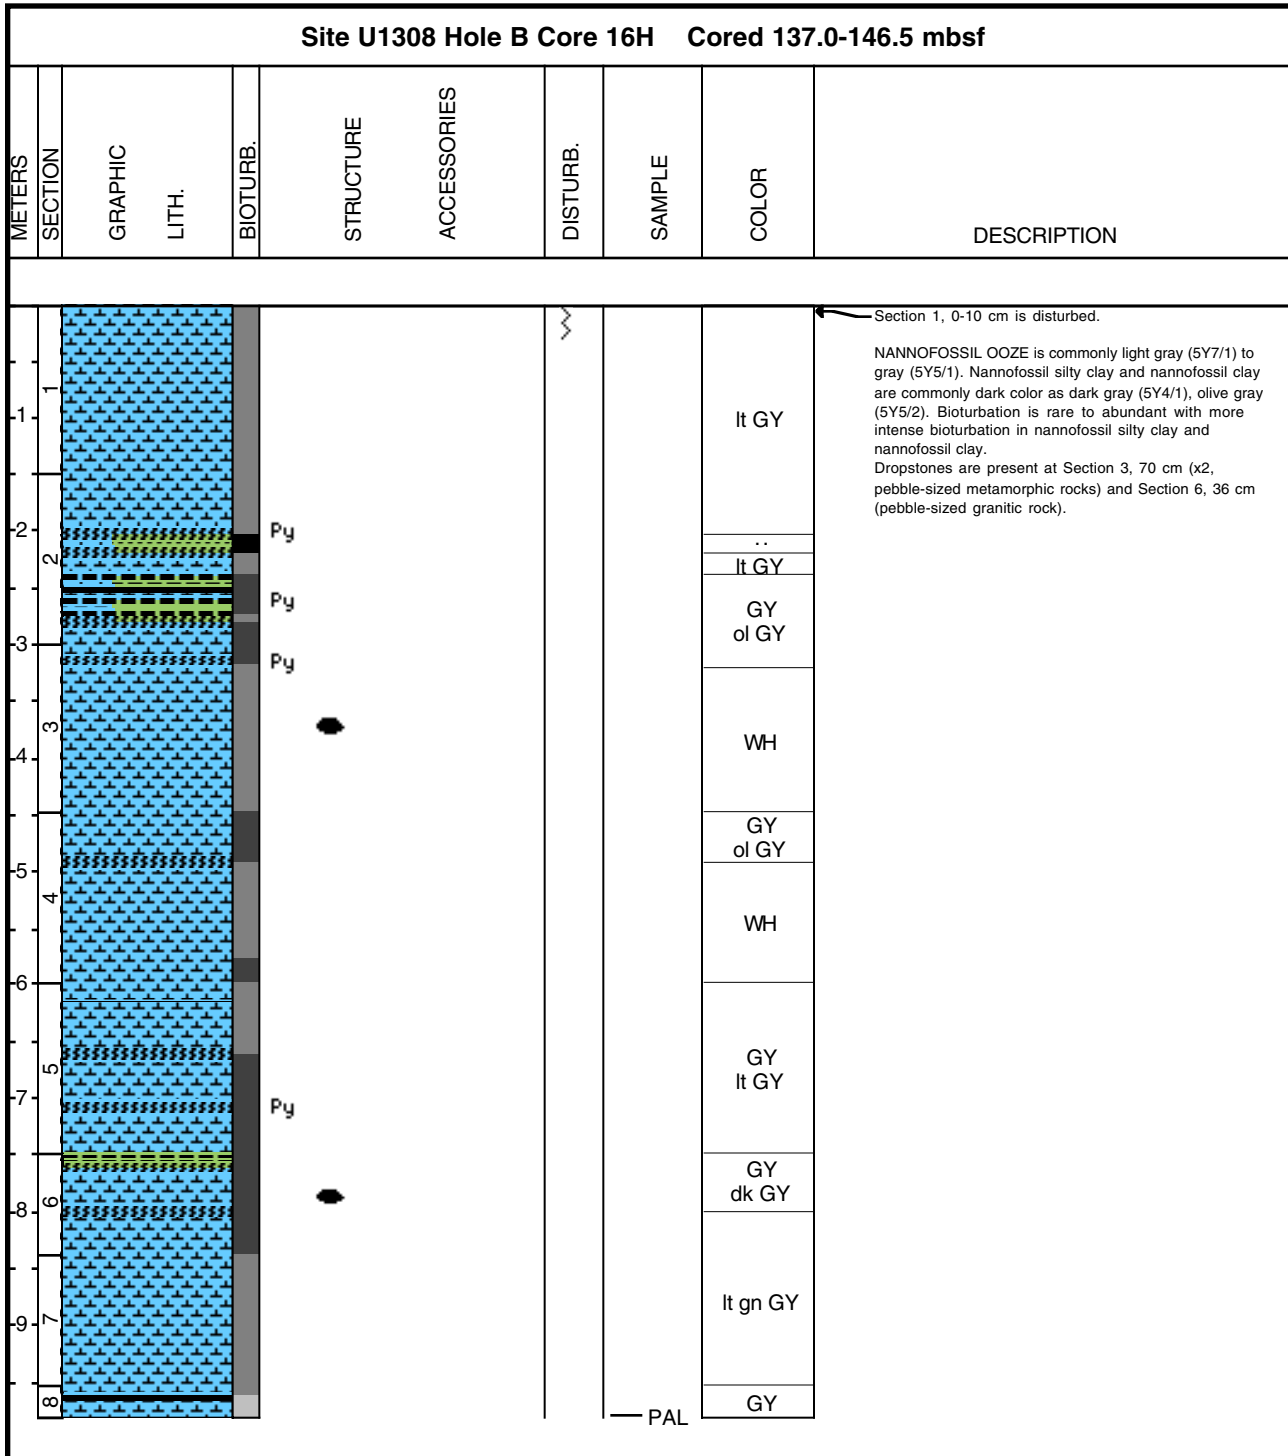 Site U1308 Hole B Core 16H Cored 137.0-146.5 mbsf
METERS
SECTION
GRAPHIC
LITH.
BIOTURB.
STRUCTURE
ACCESSORIES
DISTURB.
SAMPLE
COLOR
DESCRIPTION
Section 1, 0-10 cm is disturbed.
NANNOFOSSIL OOZE is commonly light gray (5Y7/1) to
gray (5Y5/1). Nannofossil silty clay and nannofossil clay
are commonly dark color as dark gray (5Y4/1), olive gray
(5Y5/2). Bioturbation is rare to abundant with more
intense bioturbation in nannofossil silty clay and
nannofossil clay.
Dropstones are present at Section 3, 70 cm (x2,
pebble-sized metamorphic rocks) and Section 6, 36 cm
(pebble-sized granitic rock).
1
1
lt GY
2
Py
2
..
lt GY
Py
GY
ol GY
3
Py
3
WH
4
GY
ol GY
5
4
WH
6
5
GY
lt GY
7
Py
GY
dk GY
6
8
lt gn GY
7
9
8
GY
PAL